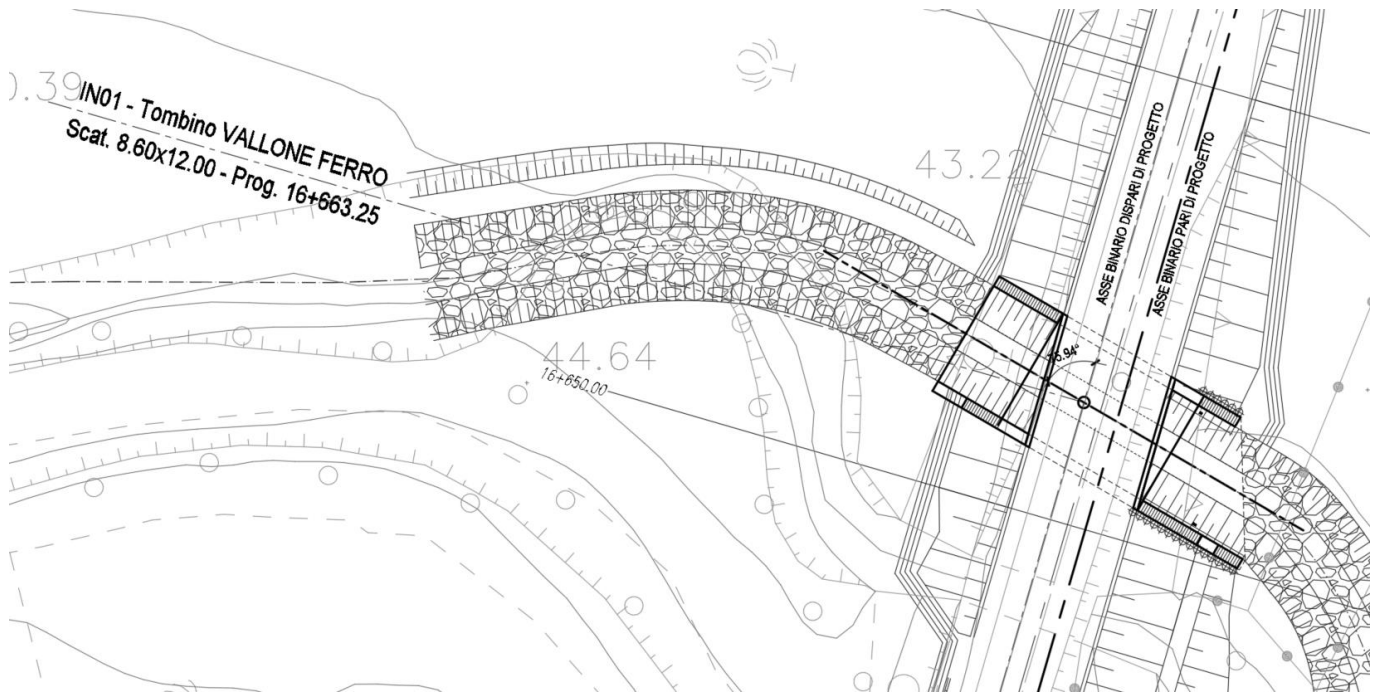 IN01 - Tombino VALLONE FERRO
Scat. 8.60x12.00 - Prog. 16+663.25
43.22
ASSE BINARIO DISPARI DI PROGETTO
ASSE BINARIO PARI DI PROGETTO
44.64
16+650.00